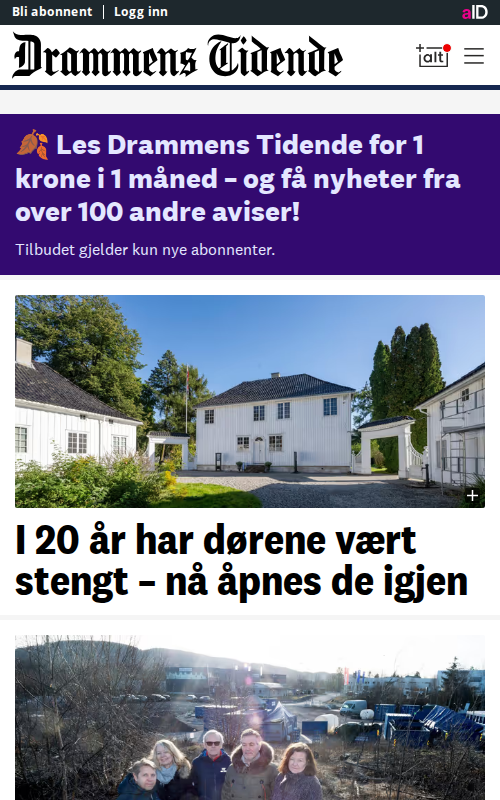 Bli abonnent | Logg inn
aID
Drammens Tidende
+alt
Les Drammens Tidende for 1
krone i 1 måned – og få nyheter fra
over 100 andre aviser!
Tilbudet gjelder kun nye abonnenter.
I 20 år har dørene vært
stengt – nå åpnes de igjen